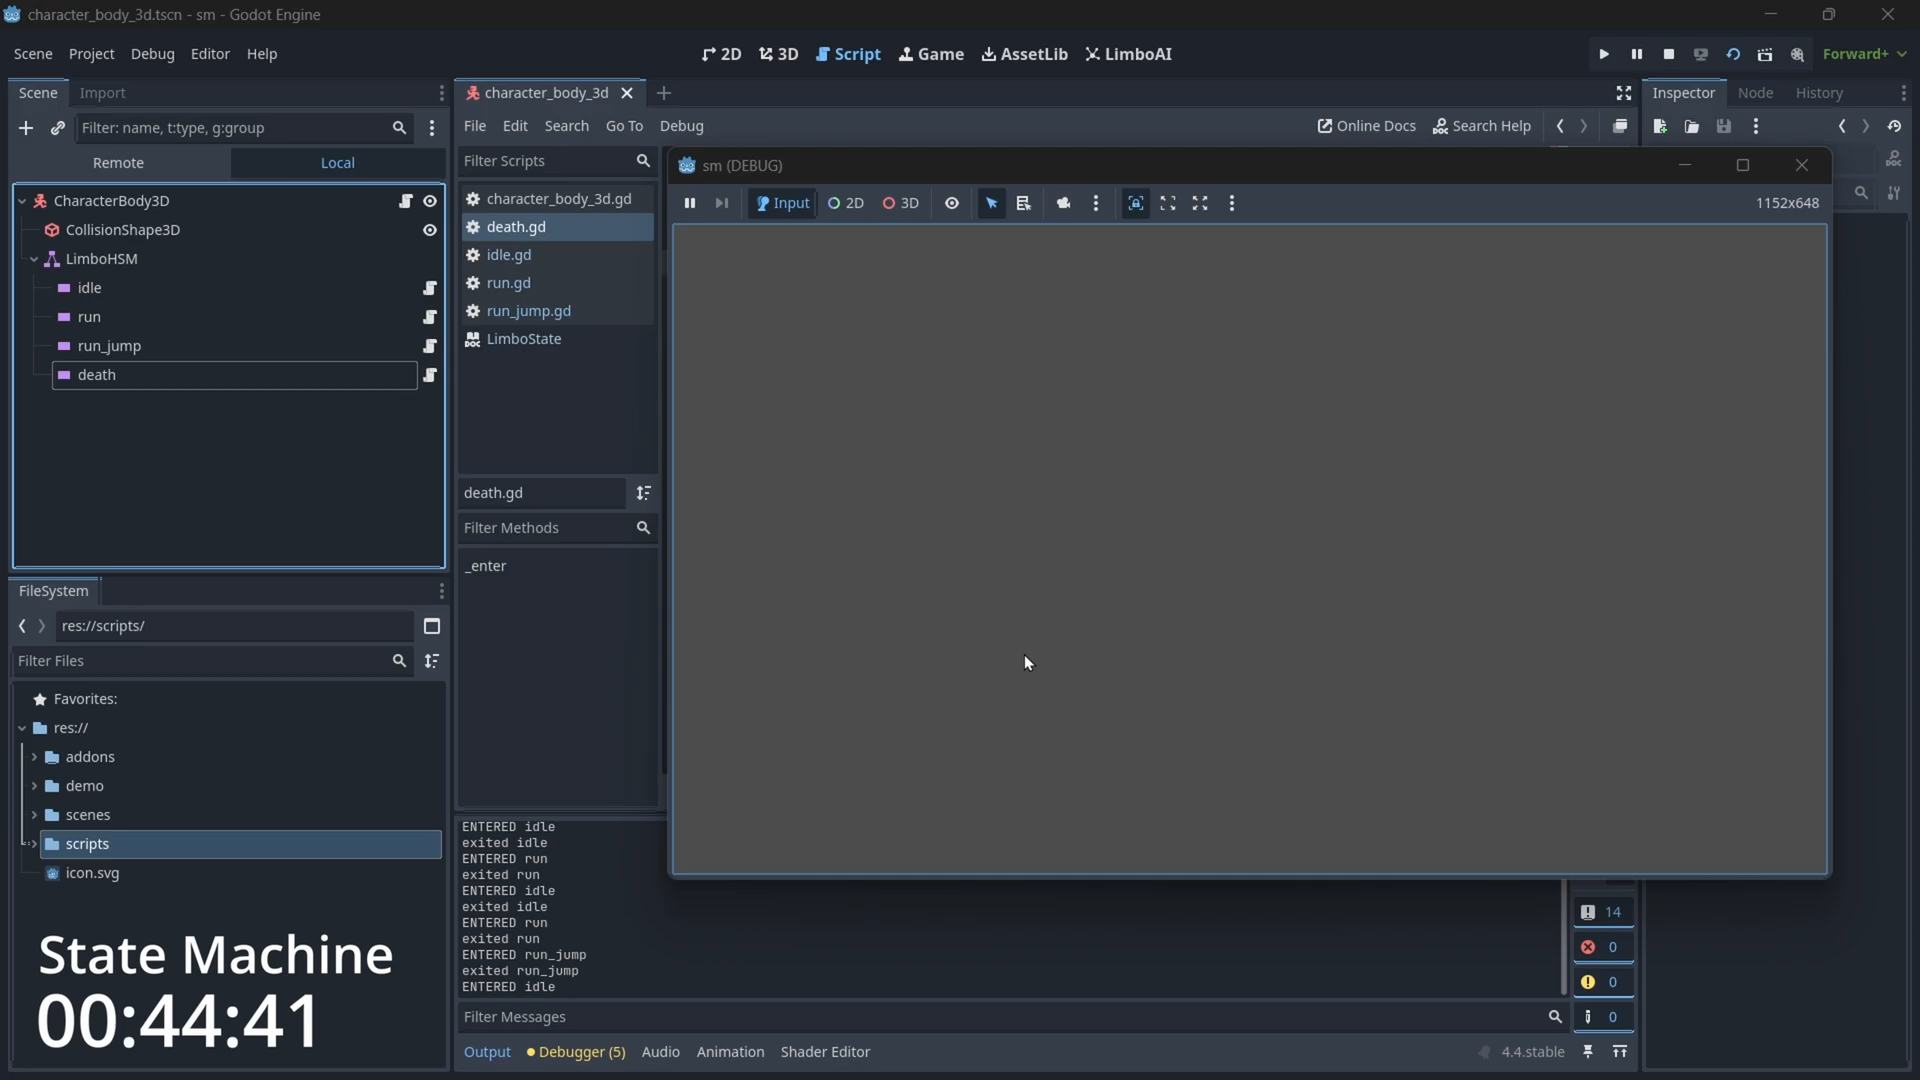 character_body_3d.tscn - sm - Godot Engine
Scene Project Debug Editor Help
2D 3D Script Game AssetLib LimboAI
Forward+
Scene Import
Filter: name, t:type, g:group
Remote Local
CharacterBody3D
CollisionShape3D
LimboHSM
idle
run
run_jump
death
FileSystem
res://scripts/
Filter Files
Favorites:
res://
addons
demo
scenes
scripts
icon.svg
State Machine
00:44:41
character_body_3d
File Edit Search Go To Debug
Online Docs Search Help
Filter Scripts
character_body_3d.gd
death.gd
idle.gd
run.gd
run_jump.gd
DOC LimboState
death.gd
Filter Methods
_enter
sm (DEBUG)
Input 2D 3D
1152x648
ENTERED idle
exited idle
ENTERED run
exited run
ENTERED idle
exited idle
ENTERED run
exited run
ENTERED run_jump
exited run_jump
ENTERED idle
14
0
0
0
Filter Messages
Output Debugger (5) Audio Animation Shader Editor
4.4.stable
Inspector Node History